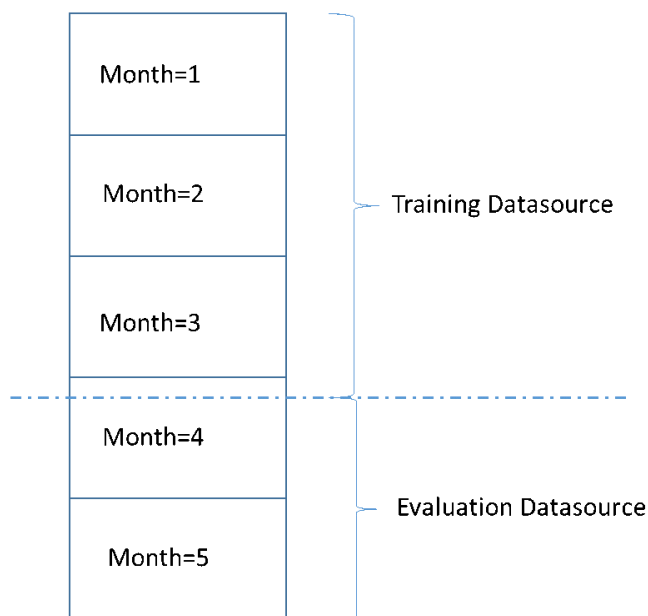 Month=1
Month=2
Training Datasource
Month=3
Month=4
Evaluation Datasource
Month=5